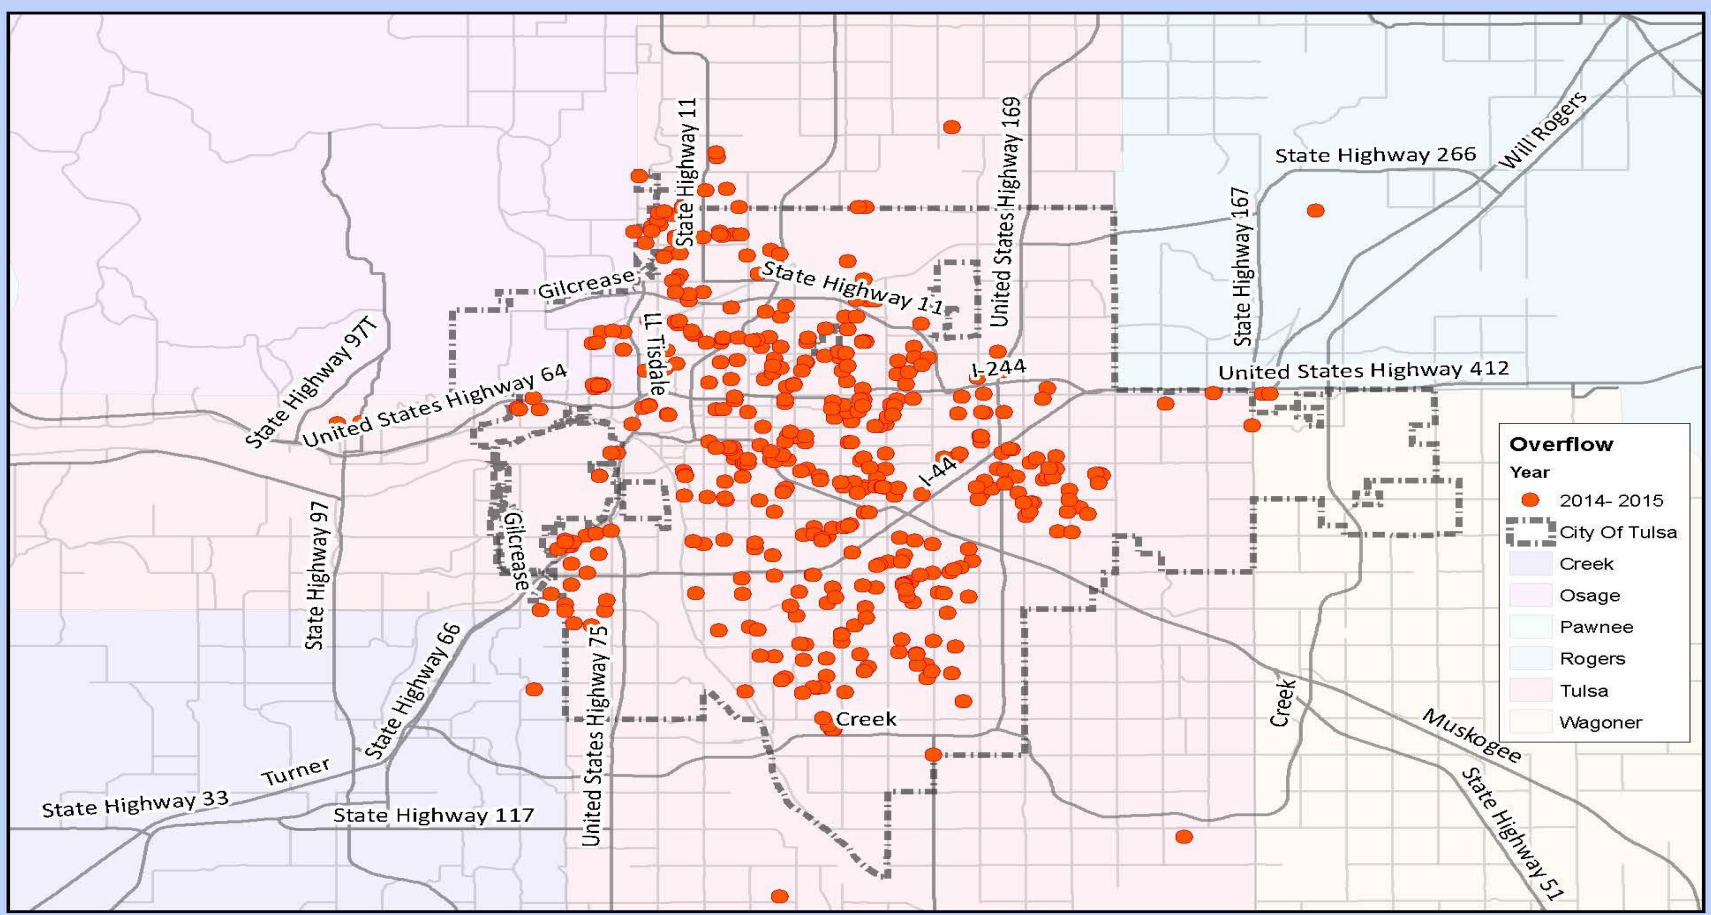 State Highway 11
United States Highway 169
State Highway 266
Will Rogers
State Highway 167
Gilcrease
State Highway 11
State Highway 97T
LL Tisdale
United States Highway 64
I-244
United States Highway 412
I-44
Gilcrease
State Highway 97
State Highway 66
United States Highway 75
Creek
Creek
Muskogee
State Highway 51
Turner
State Highway 33
State Highway 117
Overflow
Year
2014- 2015
City Of Tulsa
Creek
Osage
Pawnee
Rogers
Tulsa
Wagoner